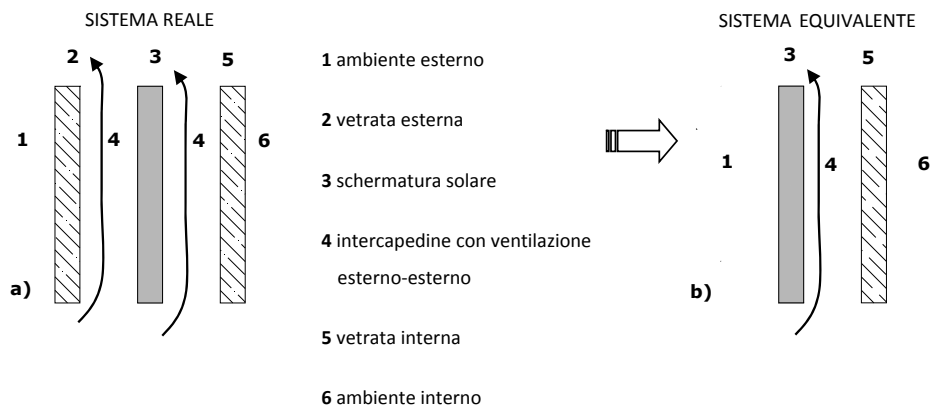 SISTEMA REALE
2 3 5
1 4 4 6
a)
1 ambiente esterno
2 vetrata esterna
3 schermatura solare
4 intercapedine con ventilazione
esterno-esterno
5 vetrata interna
6 ambiente interno
SISTEMA EQUIVALENTE
3 5
1 4 6
b)